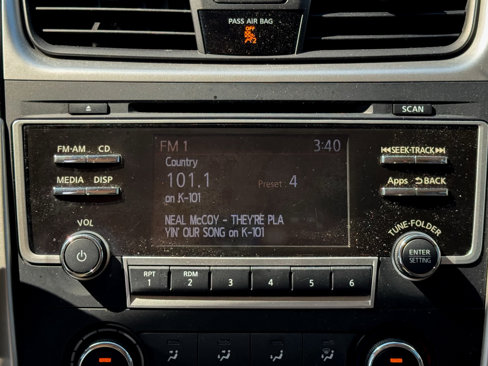 PASS AIR BAG
OFF
2
SCAN
FM·AM CD
MEDIA DISP
VOL
FM 1 3:40
Country
101.1 Preset 4
on K-101
NEAL McCOY - THEY'RE PLA
YIN' OUR SONG on K-101
SEEK·TRACK
Apps BACK
TUNE·FOLDER
ENTER
SETTING
RPT RDM
1 2 3 4 5 6